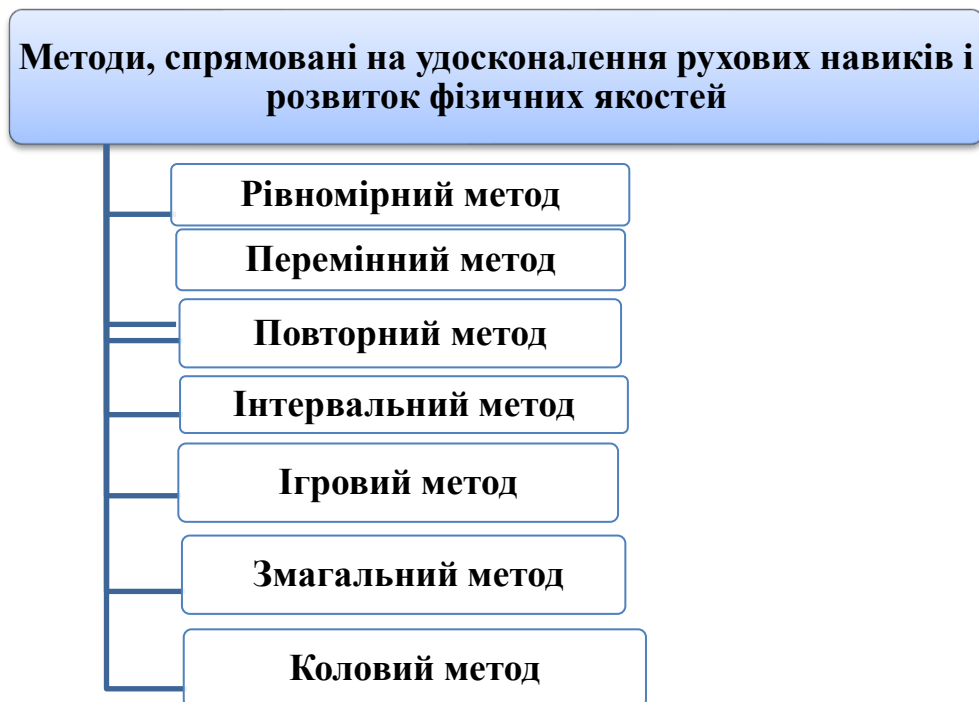 Методи, спрямовані на удосконалення рухових навиків і
розвиток фізичних якостей
Рівномірний метод
Перемінний метод
Повторний метод
Інтервальний метод
Ігровий метод
Змагальний метод
Коловий метод